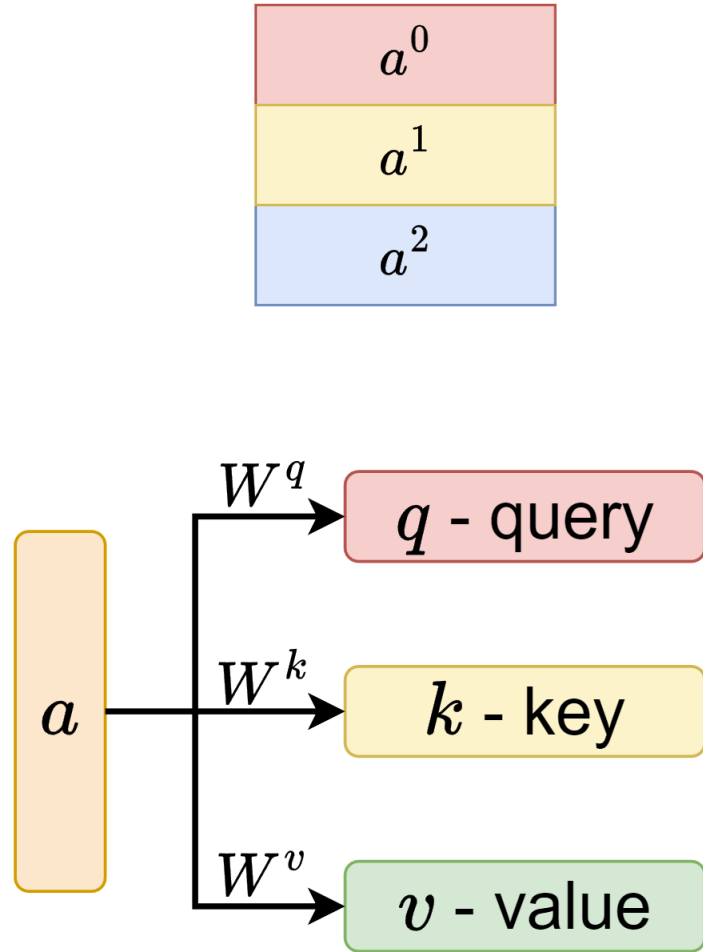 a^0
a^1
a^2
W^q
q - query
a
W^k
k - key
W^v
v - value